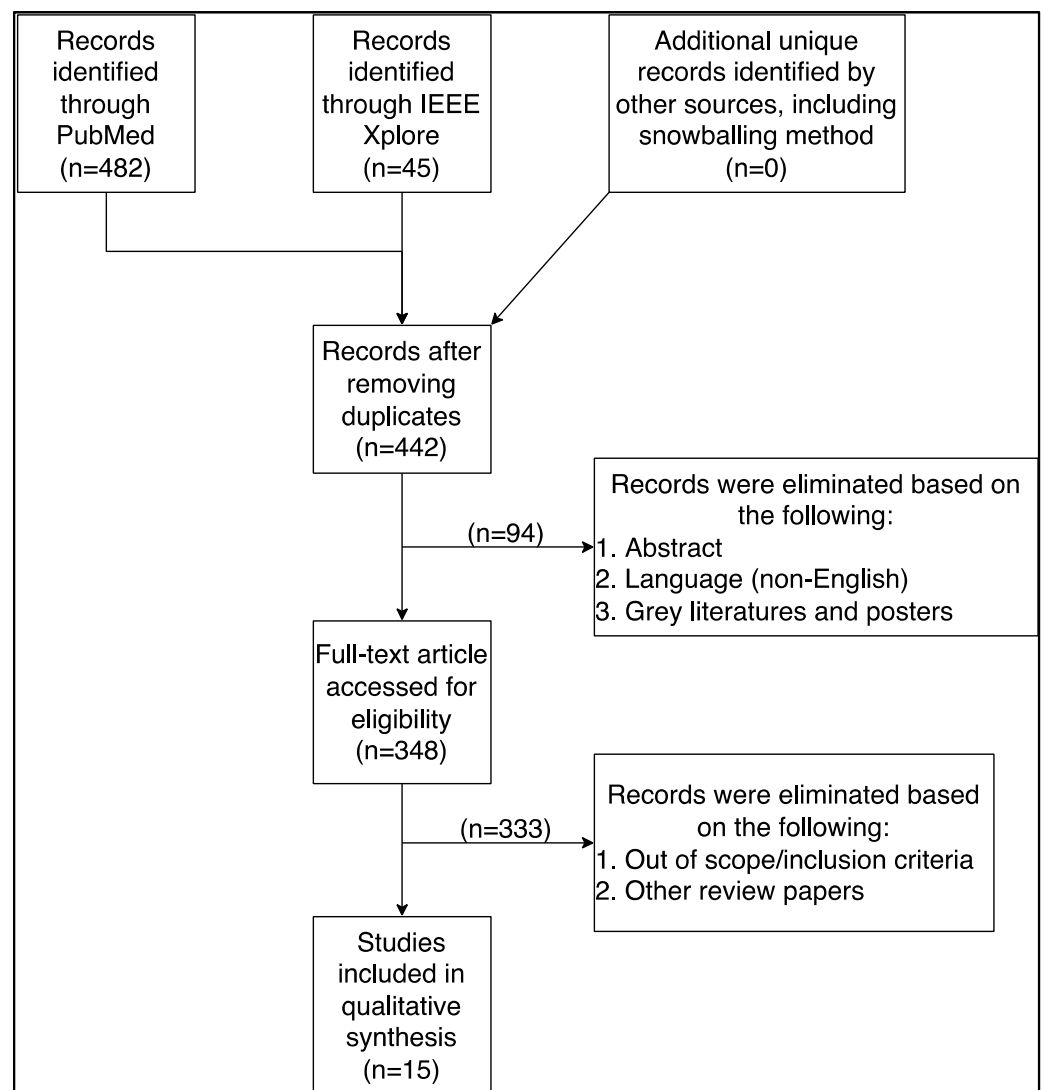 Records
identified
through
PubMed
(n=482)
Records
identified
through IEEE
Xplore
(n=45)
Additional unique
records identified by
other sources, including
snowballing method
(n=0)
Records after
removing
duplicates
(n=442)
(n=94)
Records were eliminated based on
the following:
1. Abstract
2. Language (non-English)
3. Grey literatures and posters
Full-text article
accessed for
eligibility
(n=348)
(n=333)
Records were eliminated based
on the following:
1. Out of scope/inclusion criteria
2. Other review papers
Studies
included in
qualitative
synthesis
(n=15)